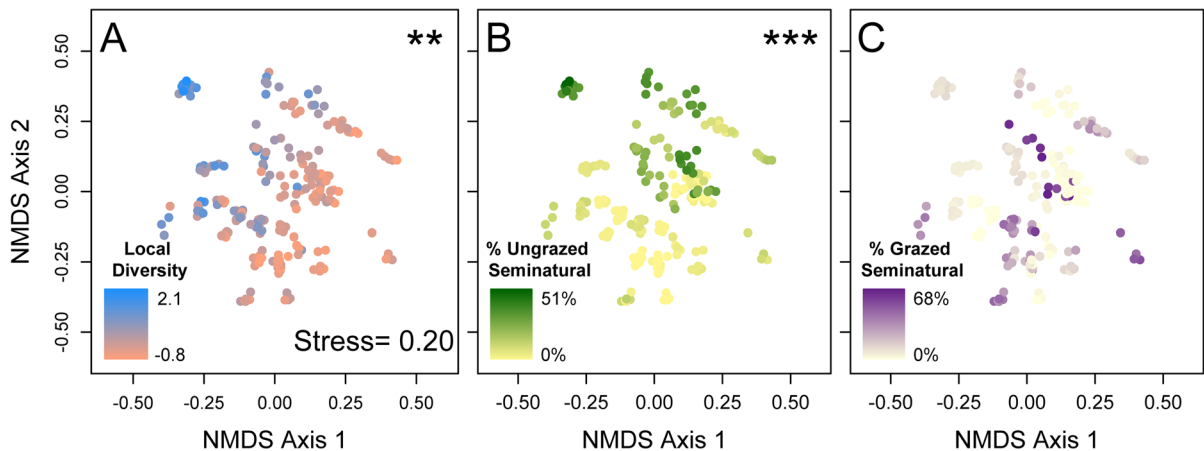 A
**
B
***
C
NMDS Axis 2
0.50
0.25
0.00
-0.25
-0.50
Local
Diversity
2.1
-0.8
Stress= 0.20
% Ungrazed
Seminatural
51%
0%
% Grazed
Seminatural
68%
0%
-0.50 -0.25 0.00 0.25 0.50
-0.50 -0.25 0.00 0.25 0.50
-0.50 -0.25 0.00 0.25 0.50
NMDS Axis 1
NMDS Axis 1
NMDS Axis 1